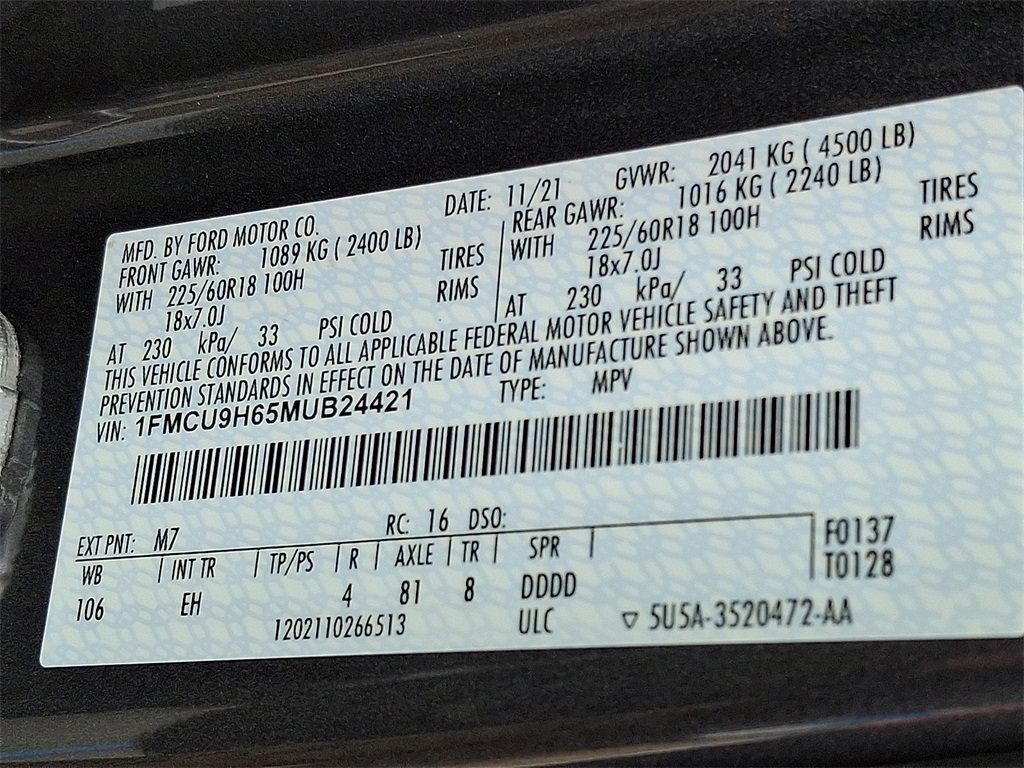 MFD. BY FORD MOTOR CO. DATE: 11/21 GVWR: 2041 KG ( 4500 LB)
FRONT GAWR: 1089 KG ( 2400 LB) REAR GAWR: 1016 KG ( 2240 LB)
WITH 225/60R18 100H TIRES WITH 225/60R18 100H TIRES
18x7.0J RIMS 18x7.0J RIMS
AT 230 kPa/ 33 PSI COLD AT 230 kPa/ 33 PSI COLD
THIS VEHICLE CONFORMS TO ALL APPLICABLE FEDERAL MOTOR VEHICLE SAFETY AND THEFT
PREVENTION STANDARDS IN EFFECT ON THE DATE OF MANUFACTURE SHOWN ABOVE.
VIN: 1FMCU9H65MUB24421 TYPE: MPV
EXT PNT: M7 RC: 16 DSO: F0137
WB | INT TR | TP/PS | R | AXLE | TR | SPR | T0128
106 EH 4 81 8 DDDD
1202110266513 ULC ▽ 5U5A-3520472-AA